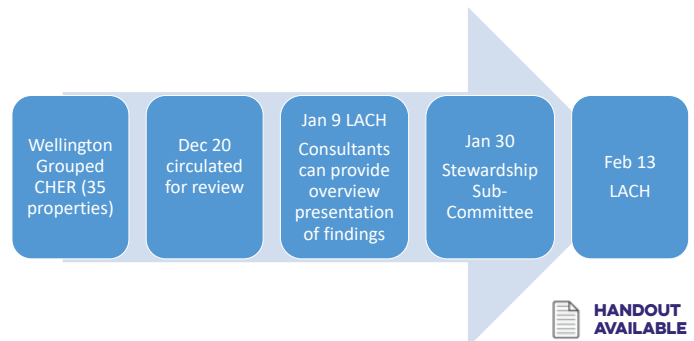 Wellington
Grouped
CHER (35
properties)
Dec 20
circulated
for review
Jan 9 LACH
Consultants
can provide
overview
presentation
of findings
Jan 30
Stewardship
Sub-
Committee
Feb 13
LACH
HANDOUT
AVAILABLE